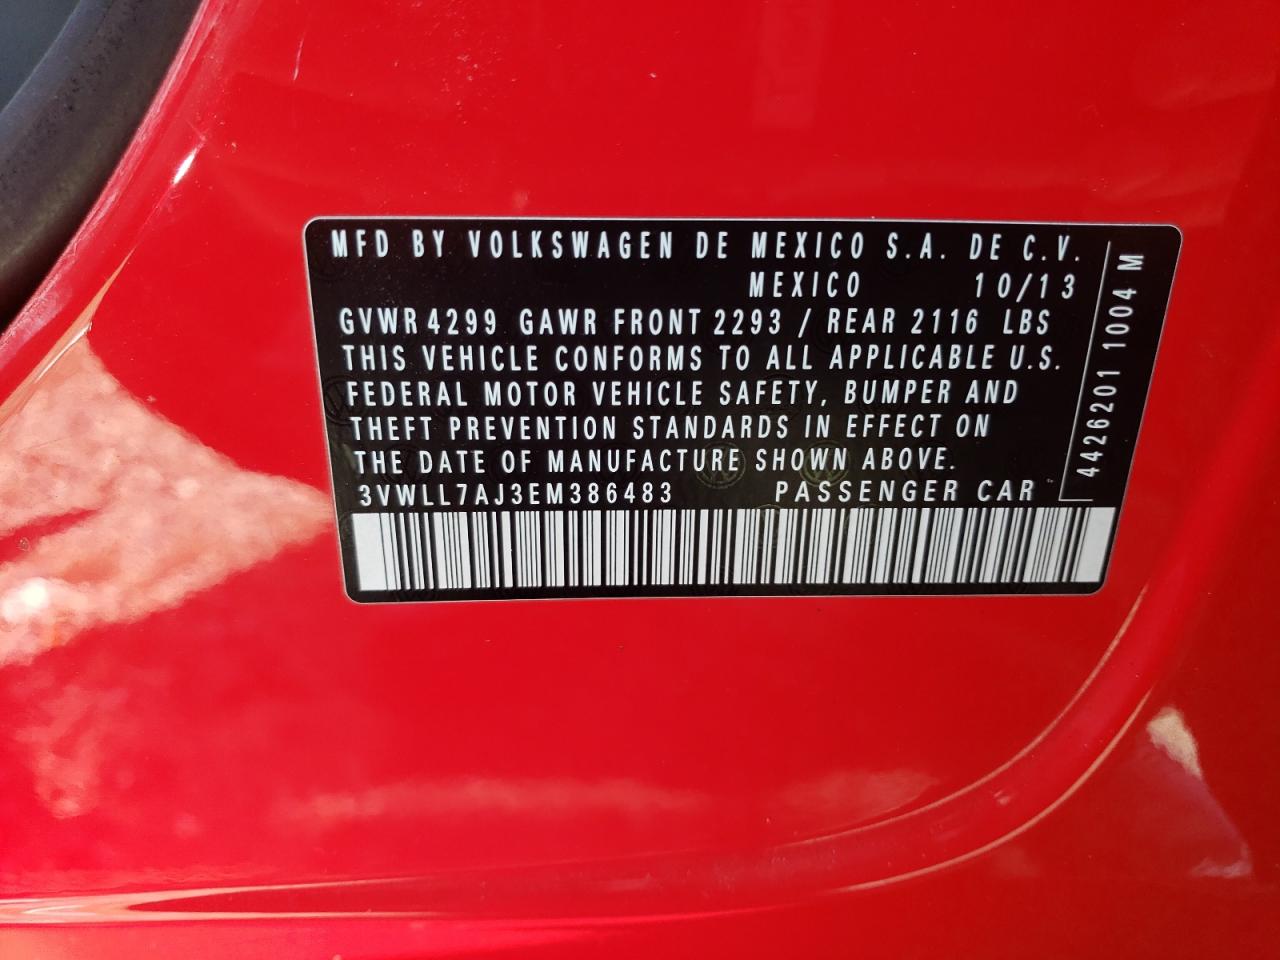 MFD BY VOLKSWAGEN DE MEXICO S.A. DE C.V.
MEXICO 10/13
GVWR 4299 GAWR FRONT 2293 / REAR 2116 LBS
THIS VEHICLE CONFORMS TO ALL APPLICABLE U.S.
FEDERAL MOTOR VEHICLE SAFETY, BUMPER AND
THEFT PREVENTION STANDARDS IN EFFECT ON
THE DATE OF MANUFACTURE SHOWN ABOVE.
3VWLL7AJ3EM386483 PASSENGER CAR
4426201 1004 M